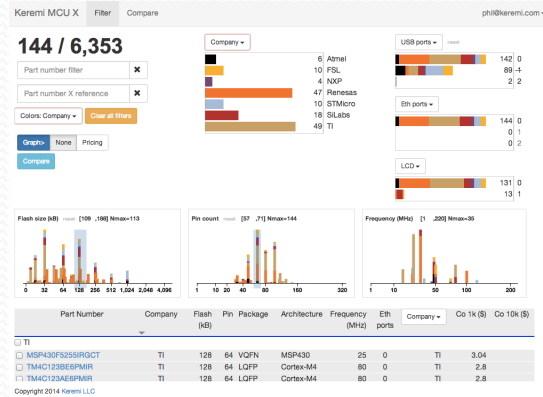 Keremi MCU X Filter Compare phil@keremi.com
144 / 6,353
Part number filter ✖
Part number X reference ✖
Colors: Company Clear all filters
Graph> None Pricing
Compare
Company
6 Atmel
10 FSL
4 NXP
47 Renesas
10 STMicro
18 SiLabs
49 TI
USB ports reset
142 0
89 1
2 2
Eth ports
144 0
0 1
0 2
LCD
131 0
13 1
Flash size (kB) reset [109 ,188] Nmax=113
0 32 64 128 256 512 1,024 2,048 4,096
Pin count reset [57 ,71] Nmax=144
1 10 20 40 80 160 320
Frequency (MHz) [1 ,220] Nmax=35
1 10 50 100 200
Part Number Company Flash (kB) Pin Package Architecture Frequency (MHz) Eth ports Company Co 1k ($) Co 10k ($)
TI
MSP430F5255IRGCT TI 128 64 VQFN MSP430 25 0 TI 3.04
TM4C123BE6PMIR TI 128 64 LQFP Cortex-M4 80 0 TI 2.8
TM4C123AE6PMIR TI 128 64 LQFP Cortex-M4 80 0 TI 2.8
Copyright 2014 Keremi LLC